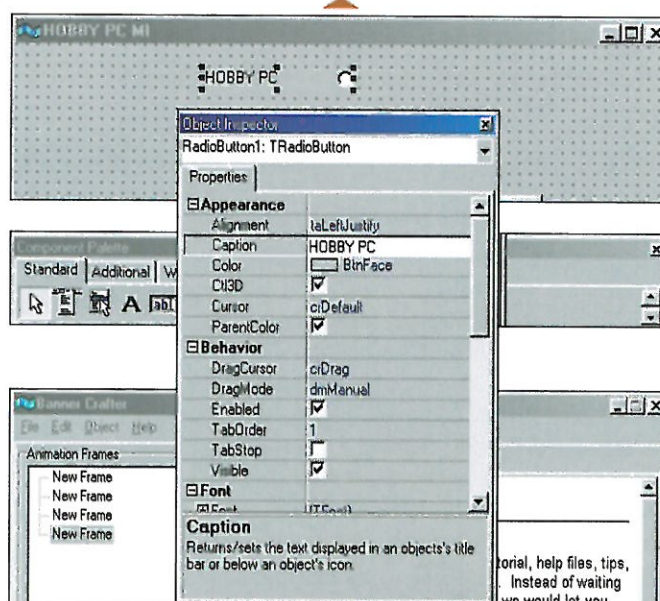 HOBBY PC MI
HOBBY PC
Object Inspector
RadioButton1: TRadioButton
Properties
Appearance
Alignment taLeftJustify
Caption HOBBY PC
Color BtnFace
Ctl3D
Cursor crDefault
ParentColor
Behavior
DragCursor crDrag
DragMode dmManual
Enabled
TabOrder 1
TabStop
Visible
Font
Font (TFont)
Caption
Returns/sets the text displayed in an objects's title
bar or below an object's icon
Component Palette
Standard Additional W
A ab
Banner Crafter
File Edit Object Help
Animation Frames
New Frame
New Frame
New Frame
New Frame
torial, help files, tips,
. Instead of waiting
we would let you